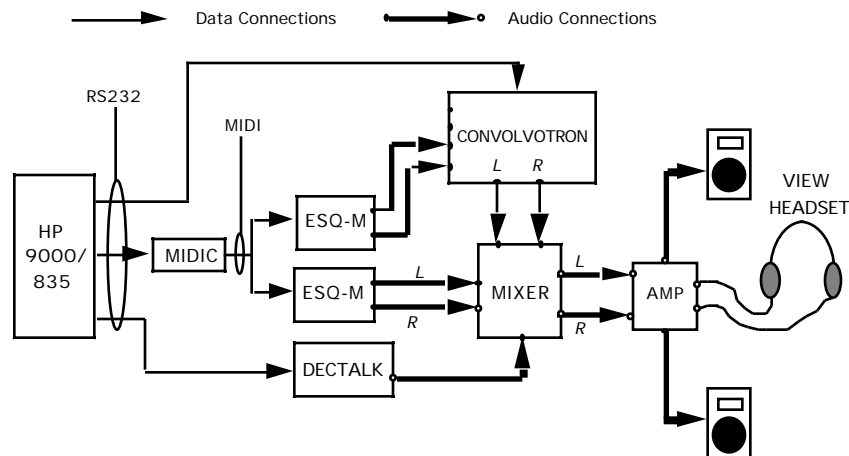 Data Connections
Audio Connections
RS232
MIDI
CONVOLVOTRON
L R
VIEW
HEADSET
HP
9000/
835
MIDIC
ESQ-M
ESQ-M
L
R
MIXER
L
R
AMP
DECTALK